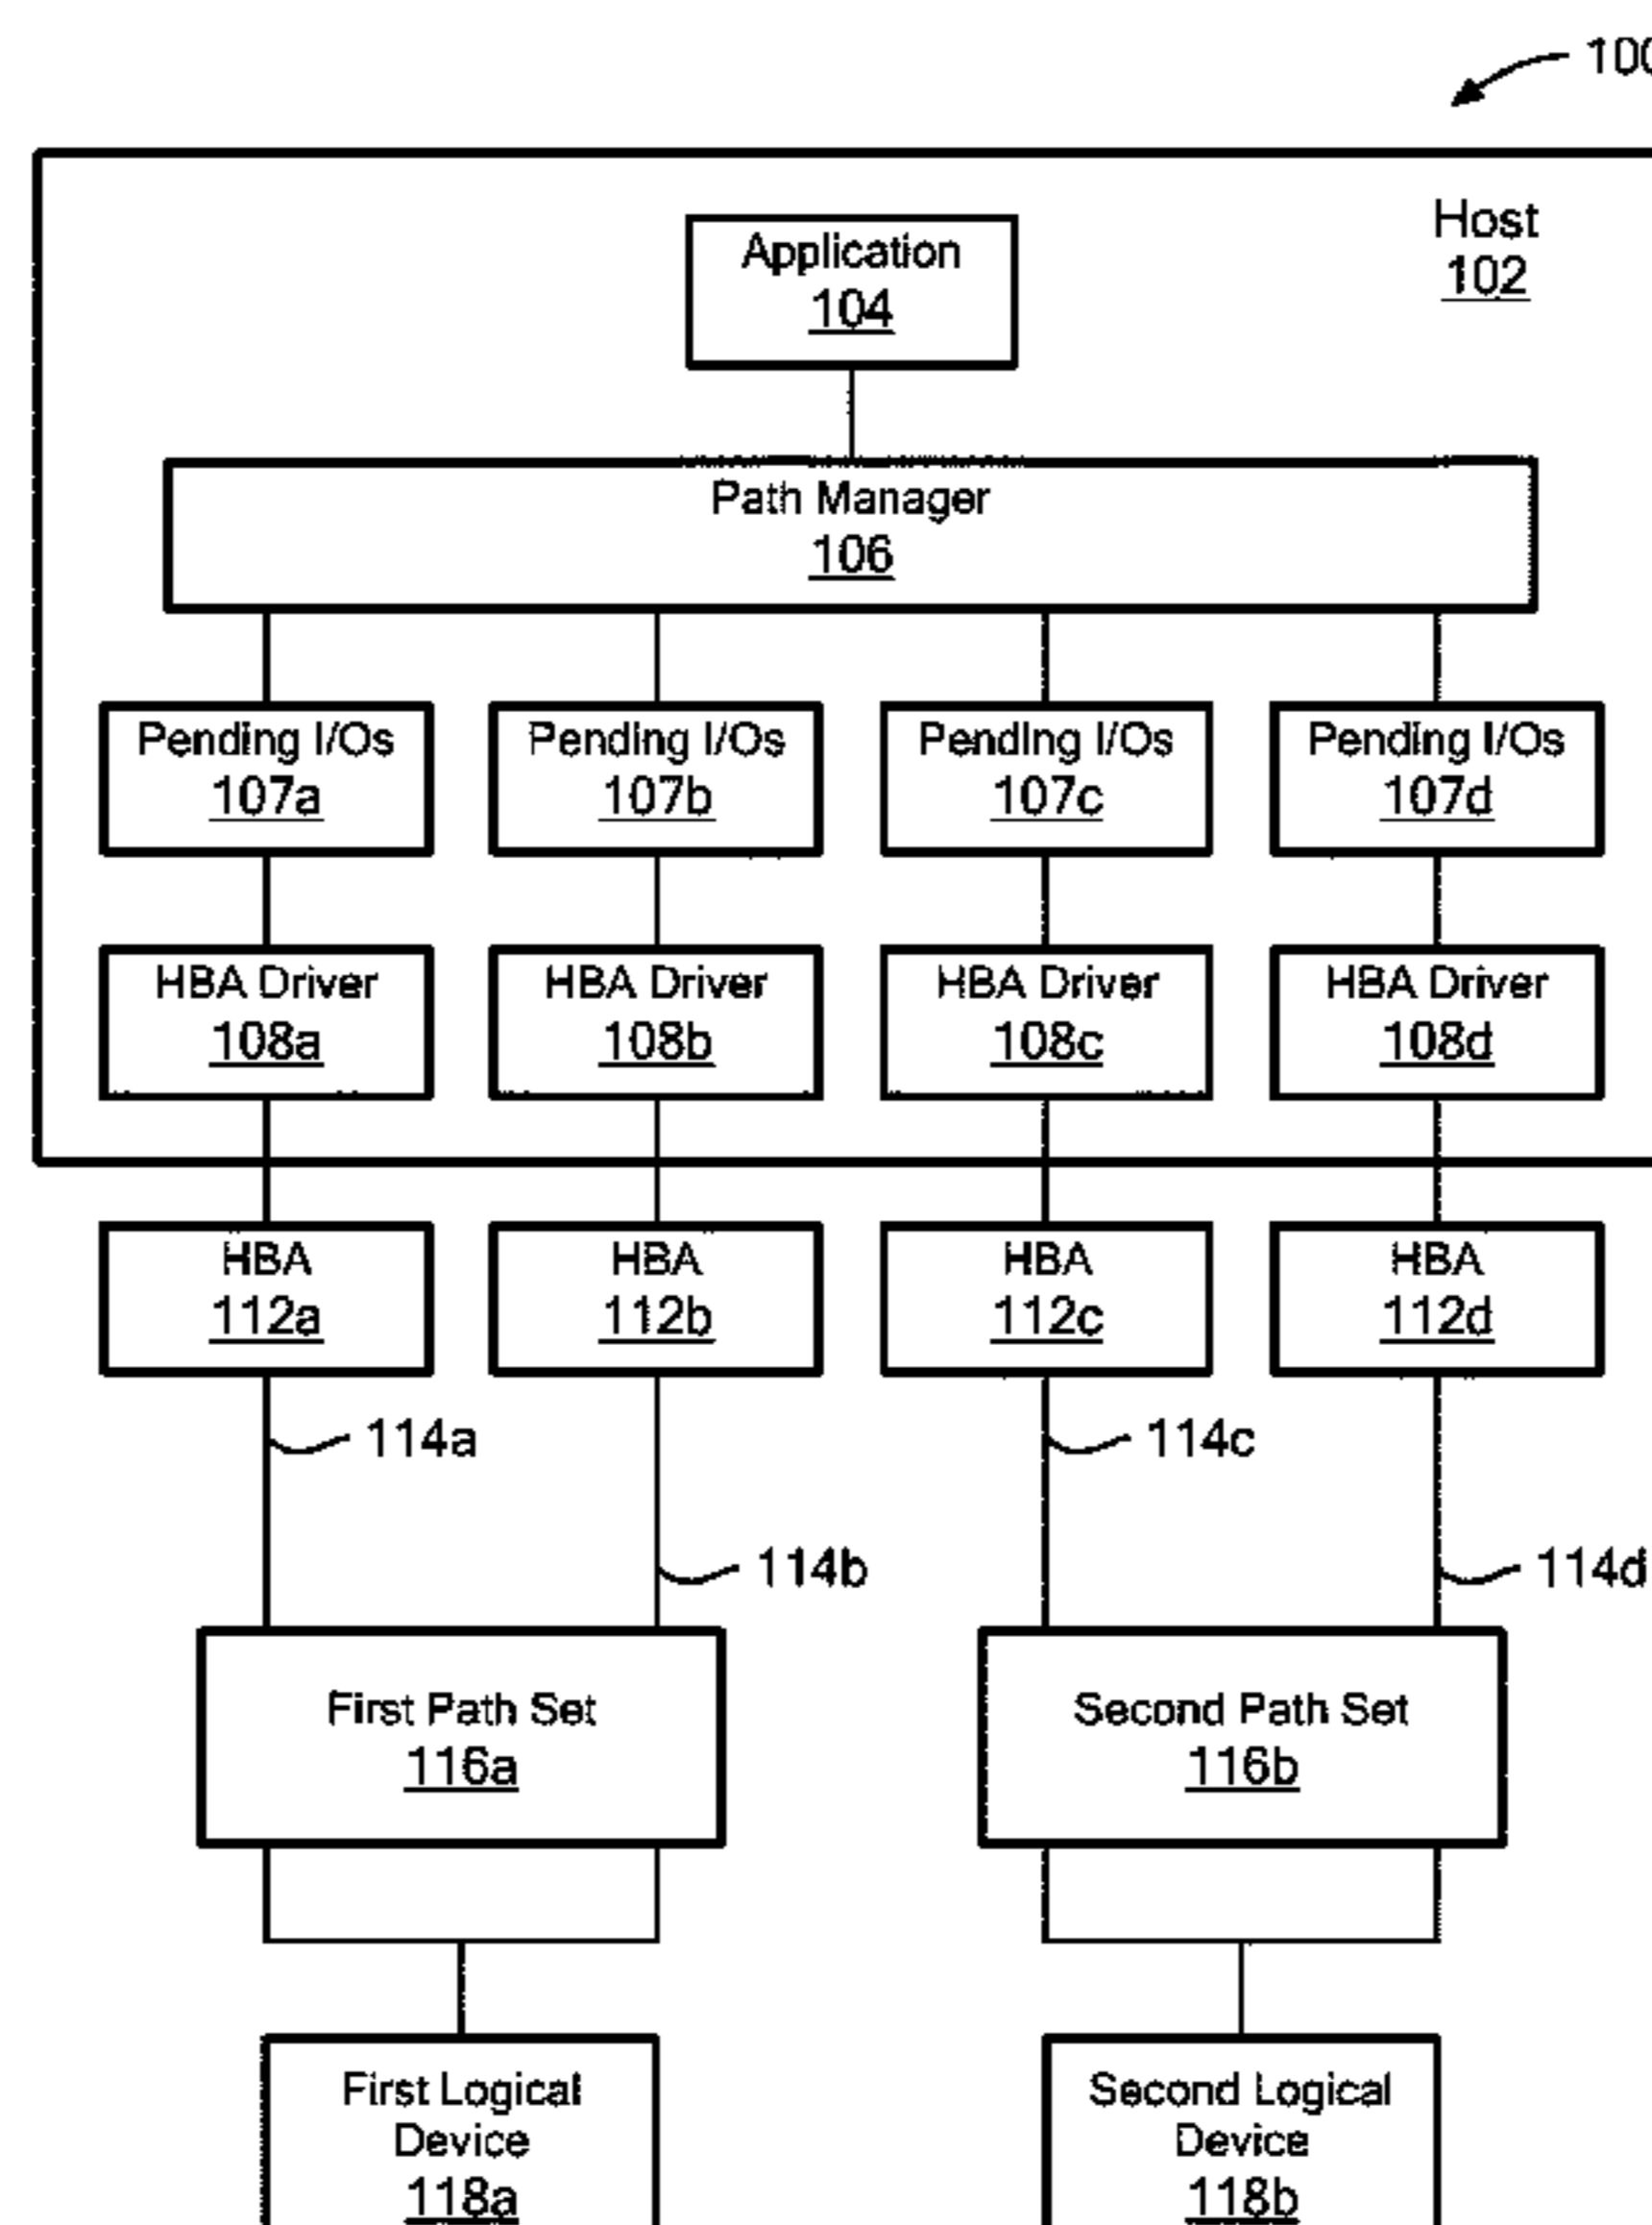 100
Host
102
Application
104
Path Manager
106
Pending I/Os
107a
Pending I/Os
107b
Pending I/Os
107c
Pending I/Os
107d
HBA Driver
108a
HBA Driver
108b
HBA Driver
108c
HBA Driver
108d
HBA
112a
HBA
112b
HBA
112c
HBA
112d
114a
114c
114b
114d
First Path Set
116a
Second Path Set
116b
First Logical
Device
118a
Second Logical
Device
118b